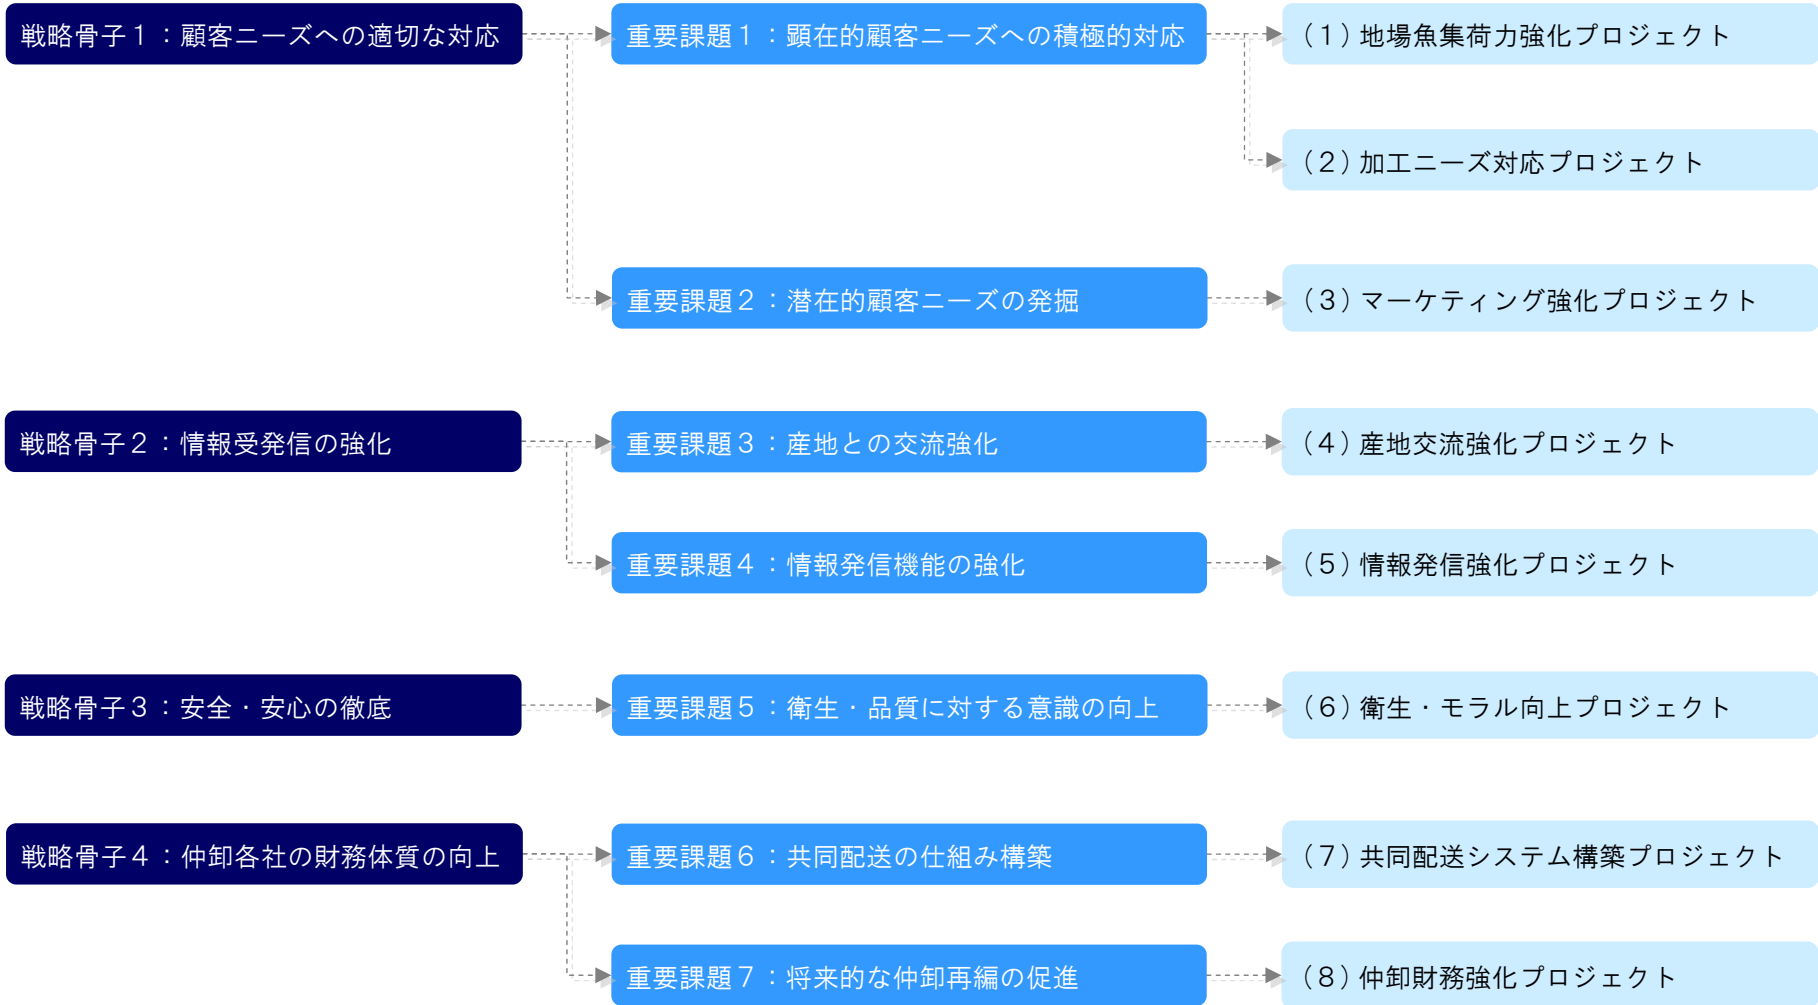 戦略骨子１：顧客ニーズへの適切な対応
重要課題１：顕在的顧客ニーズへの積極的対応
（１）地場魚集荷力強化プロジェクト
（２）加工ニーズ対応プロジェクト
重要課題２：潜在的顧客ニーズの発掘
（３）マーケティング強化プロジェクト
戦略骨子２：情報受発信の強化
重要課題３：産地との交流強化
（４）産地交流強化プロジェクト
重要課題４：情報発信機能の強化
（５）情報発信強化プロジェクト
戦略骨子３：安全・安心の徹底
重要課題５：衛生・品質に対する意識の向上
（６）衛生・モラル向上プロジェクト
戦略骨子４：仲卸各社の財務体質の向上
重要課題６：共同配送の仕組み構築
（７）共同配送システム構築プロジェクト
重要課題７：将来的な仲卸再編の促進
（８）仲卸財務強化プロジェクト